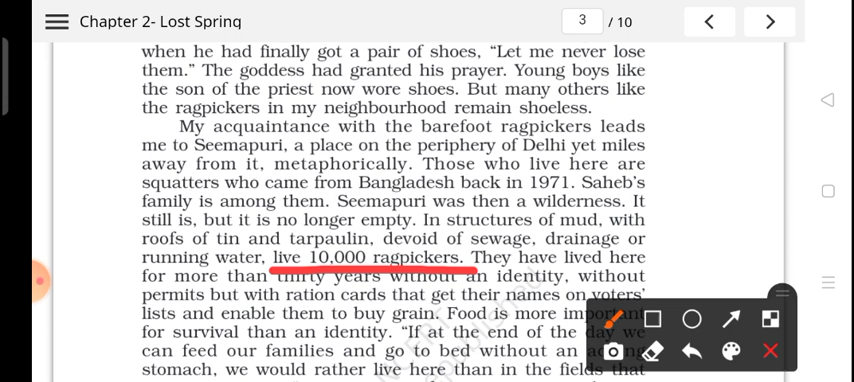 Chapter 2- Lost Spring
3 / 10
when he had finally got a pair of shoes, “Let me never lose
them.” The goddess had granted his prayer. Young boys like
the son of the priest now wore shoes. But many others like
the ragpickers in my neighbourhood remain shoeless.
My acquaintance with the barefoot ragpickers leads
me to Seemapuri, a place on the periphery of Delhi yet miles
away from it, metaphorically. Those who live here are
squatters who came from Bangladesh back in 1971. Saheb’s
family is among them. Seemapuri was then a wilderness. It
still is, but it is no longer empty. In structures of mud, with
roofs of tin and tarpaulin, devoid of sewage, drainage or
running water, live 10,000 ragpickers. They have lived here
for more than thirty years without an identity, without
permits but with ration cards that get their names on voters’
lists and enable them to buy grain. Food is more important
for survival than an identity. “If at the end of the day we
can feed our families and go to bed without an
stomach, we would rather live here than in the fields that